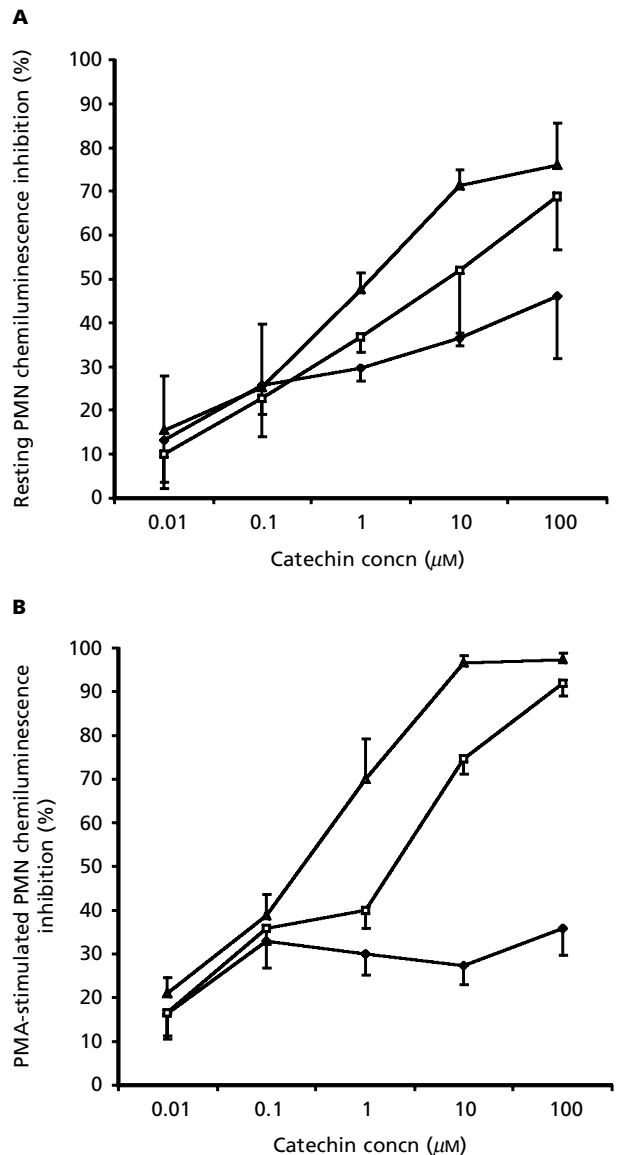 A
Resting PMN chemiluminescence inhibition (%)
100
90
80
70
60
50
40
30
20
10
0
0.01 0.1 1 10 100
Catechin concn (μM)
B
PMA-stimulated PMN chemiluminescence
inhibition (%)
100
90
80
70
60
50
40
30
20
10
0
0.01 0.1 1 10 100
Catechin concn (μM)